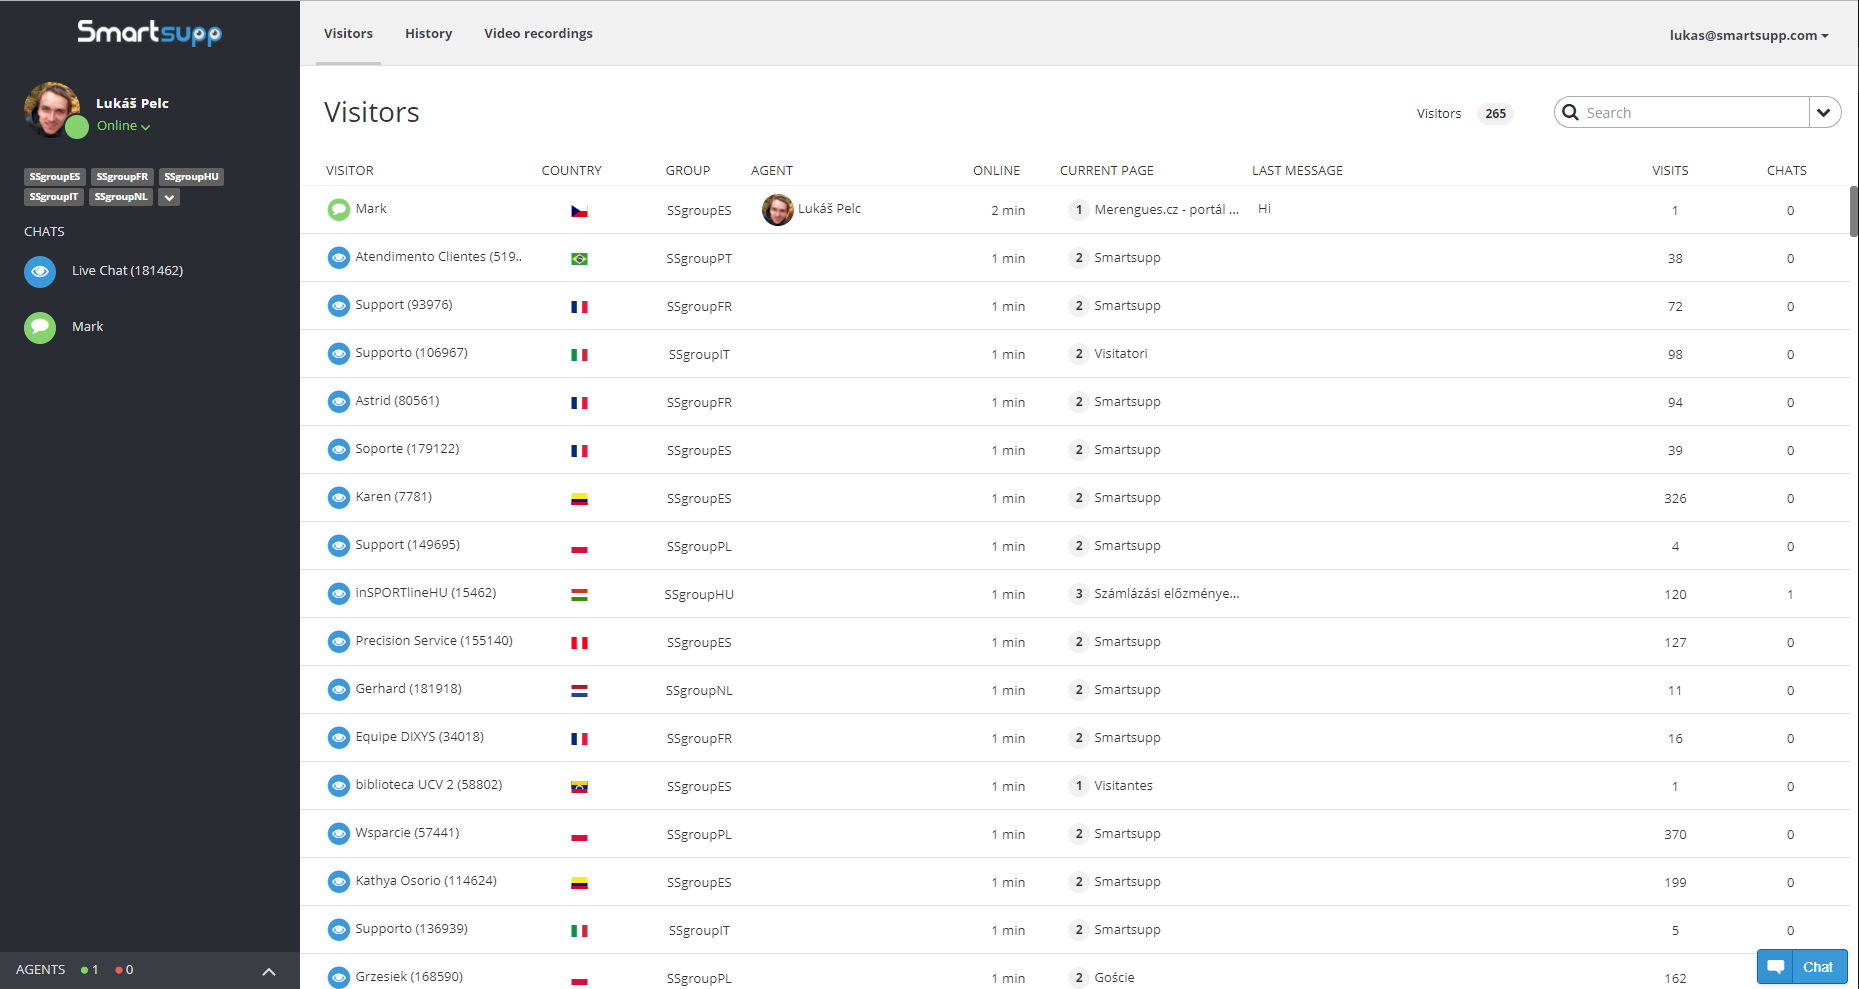 Smartsupp
Visitors History Video recordings lukas@smartsupp.com
Lukáš Pelc
Online
SSgroupES SSgroupFR SSgroupHU
SSgroupIT SSgroupNL
CHATS
Live Chat (181462)
Mark
AGENTS 1 0
Visitors Visitors 265 Search
VISITOR COUNTRY GROUP AGENT ONLINE CURRENT PAGE LAST MESSAGE VISITS CHATS
Mark SSgroupES Lukáš Pelc 2 min 1 Merengues.cz - portál ... Hi 1 0
Atendimento Clientes (519.. SSgroupPT 1 min 2 Smartsupp 38 0
Support (93976) SSgroupFR 1 min 2 Smartsupp 72 0
Supporto (106967) SSgroupIT 1 min 2 Visitatori 98 0
Astrid (80561) SSgroupFR 1 min 2 Smartsupp 94 0
Soporte (179122) SSgroupES 1 min 2 Smartsupp 39 0
Karen (7781) SSgroupES 1 min 2 Smartsupp 326 0
Support (149695) SSgroupPL 1 min 2 Smartsupp 4 0
inSPORTlineHU (15462) SSgroupHU 1 min 3 Számlázási előzménye... 120 1
Precision Service (155140) SSgroupES 1 min 2 Smartsupp 127 0
Gerhard (181918) SSgroupNL 1 min 2 Smartsupp 11 0
Equipe DIXYS (34018) SSgroupFR 1 min 2 Smartsupp 16 0
biblioteca UCV 2 (58802) SSgroupES 1 min 1 Visitantes 1 0
Wsparcie (57441) SSgroupPL 1 min 2 Smartsupp 370 0
Kathya Osorio (114624) SSgroupES 1 min 2 Smartsupp 199 0
Supporto (136939) SSgroupIT 1 min 2 Smartsupp 5 0
Grzesiek (168590) SSgroupPL 1 min 2 Goście 162
Chat